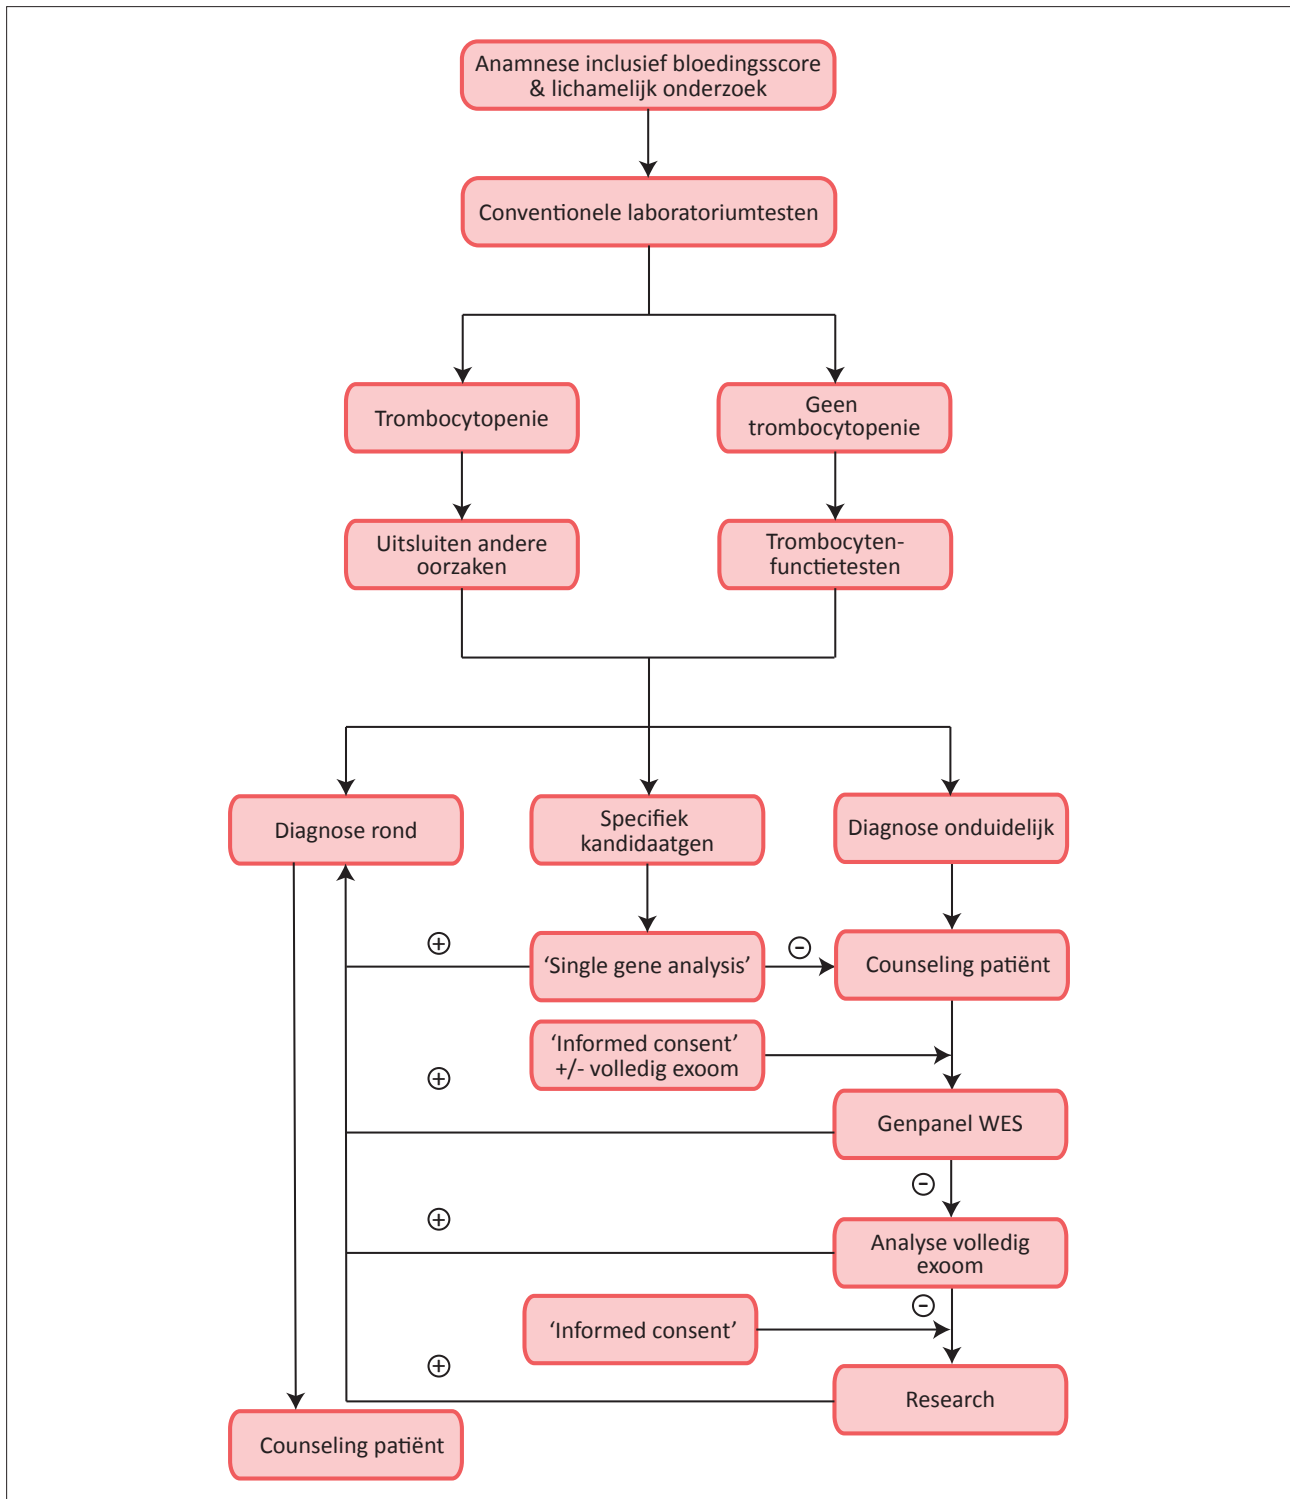 Anamnese inclusief bloedingsscore
& lichamelijk onderzoek
Conventionele laboratoriumtesten
Trombocytopenie
Geen
trombocytopenie
Uitsluiten andere
oorzaken
Trombocyten-
functietesten
Diagnose rond
Specifiek
kandidaatgen
Diagnose onduidelijk
+
‘Single gene analysis’
-
Counseling patiënt
‘Informed consent’
+/- volledig exoom
+
Genpanel WES
-
+
Analyse volledig
exoom
-
‘Informed consent’
+
Research
Counseling patiënt